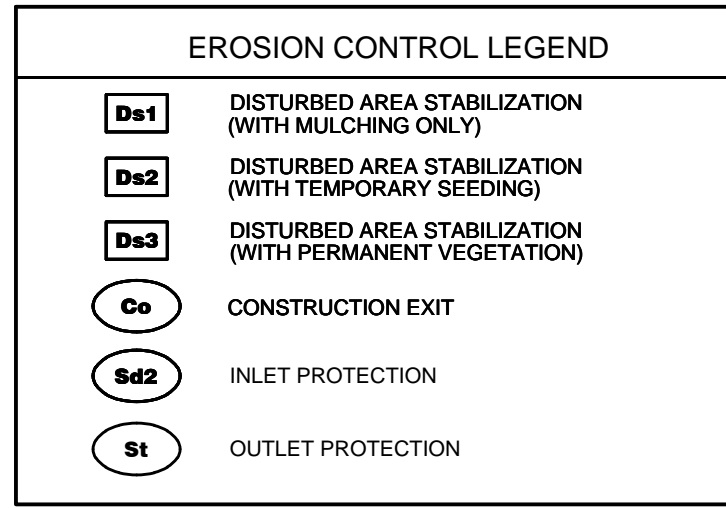 EROSION CONTROL LEGEND
Ds1 DISTURBED AREA STABILIZATION
(WITH MULCHING ONLY)
Ds2 DISTURBED AREA STABILIZATION
(WITH TEMPORARY SEEDING)
Ds3 DISTURBED AREA STABILIZATION
(WITH PERMANENT VEGETATION)
Co CONSTRUCTION EXIT
Sd2 INLET PROTECTION
St OUTLET PROTECTION